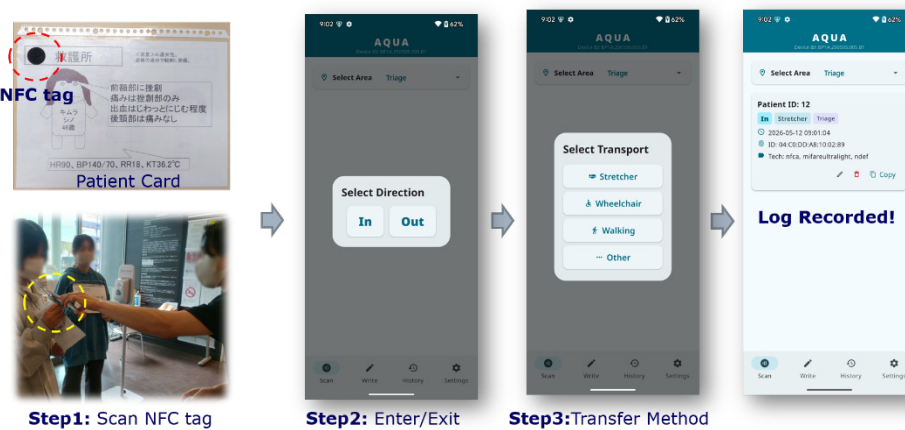 救護所
NFC tag
前額部に挫創
痛みは挫創部のみ
出血はじわっとにじむ程度
後頸部は痛みなし
キムラ
シノ
46歳
HR90、BP140/70、RR18、KT36.2℃
Patient Card
Step1: Scan NFC tag
9:02
62%
AQUA
Select Area Triage
Select Direction
In Out
Scan Write History Settings
Step2: Enter/Exit
9:02
62%
AQUA
Select Area Triage
Select Transport
Stretcher
Wheelchair
Walking
Other
Scan Write History Settings
Step3:Transfer Method
9:02
62%
AQUA
Select Area Triage
Patient ID: 12
In Stretcher Triage
2026-05-12 09:01:04
ID: 04:C0:DD:A8:10:02:89
Tech: nfca, mifareultralight, ndef
Copy
Log Recorded!
Scan Write History Settings